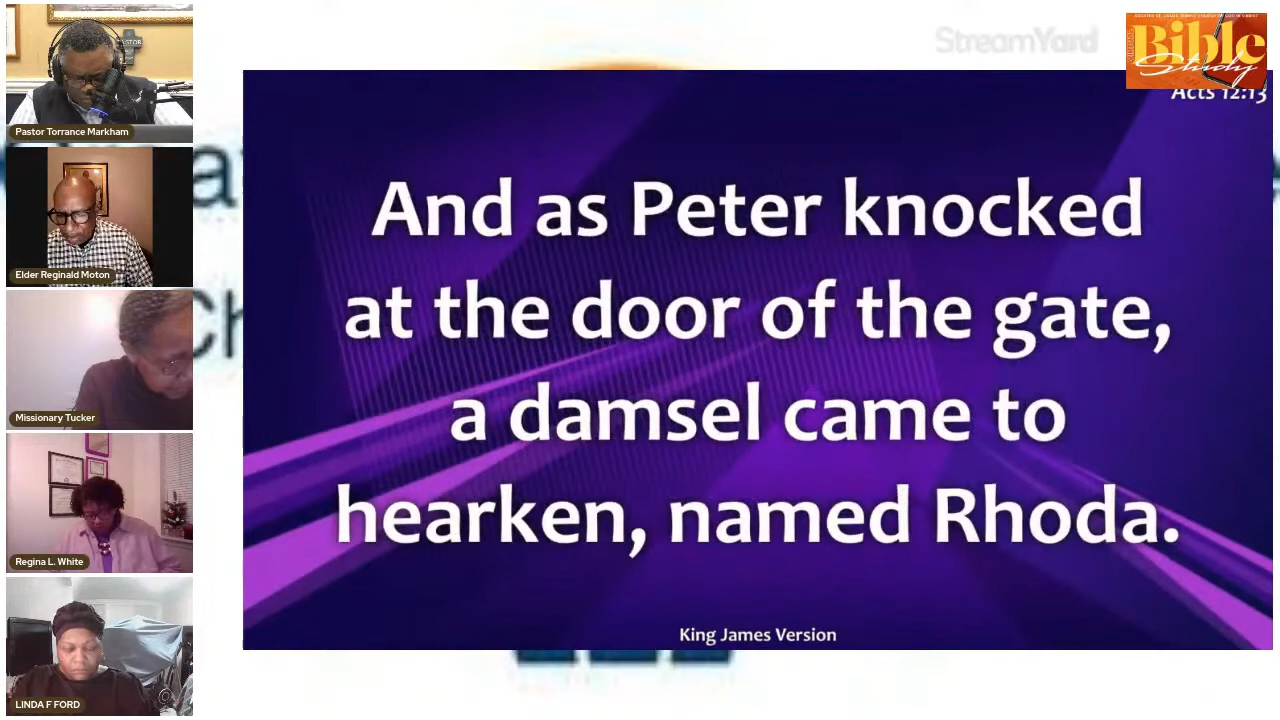 StreamYard
Bible
Study
Acts 12:13
And as Peter knocked
at the door of the gate,
a damsel came to
hearken, named Rhoda.
King James Version
Pastor Torrance Markham
Elder Reginald Moton
Missionary Tucker
Regina L. White
LINDA F FORD